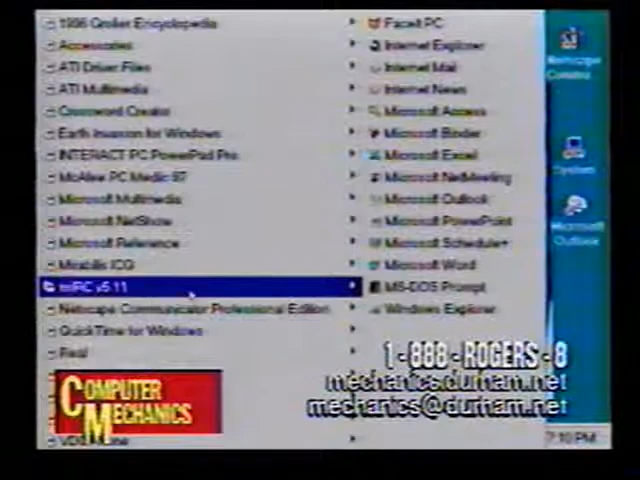 1996 Grolier Encyclopedia
Accessories
ATI Driver Files
ATI Multimedia
Crossword Creator
Earth Invasion for Windows
INTERACT PC PowerPad Pro
McAfee PC Medic 97
Microsoft Multimedia
Microsoft NetShow
Microsoft Reference
Mirabilis ICQ
mIRC v5.11
Netscape Communicator Professional Edition
QuickTime for Windows
Real
FaceIt PC
Internet Explorer
Internet Mail
Internet News
Microsoft Access
Microsoft Binder
Microsoft Excel
Microsoft NetMeeting
Microsoft Outlook
Microsoft PowerPoint
Microsoft Schedule+
Microsoft Word
MS-DOS Prompt
Windows Explorer
Netscape
System
Microsoft
Outlook
1-888-ROGERS-8
mechanics.durham.net
mechanics@durham.net
COMPUTER
MECHANICS
7:10 PM